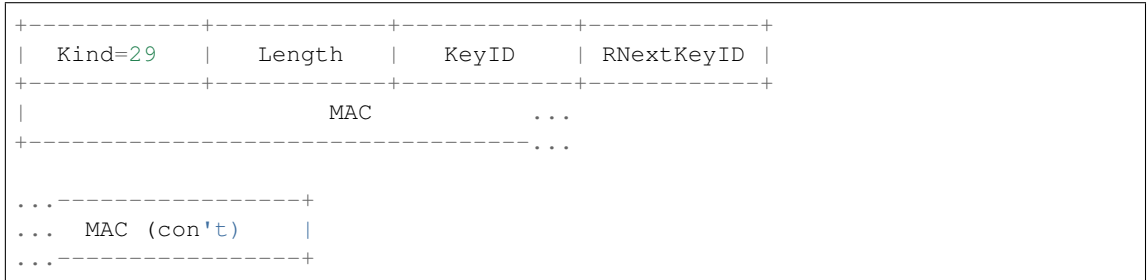 +------------+------------+------------+------------+
|  Kind=29   |   Length   |   KeyID    | RNextKeyID |
+------------+------------+------------+------------+
|                     MAC           ...
+-----------------------------------...

...-----------------+
...  MAC (con't)    |
...-----------------+